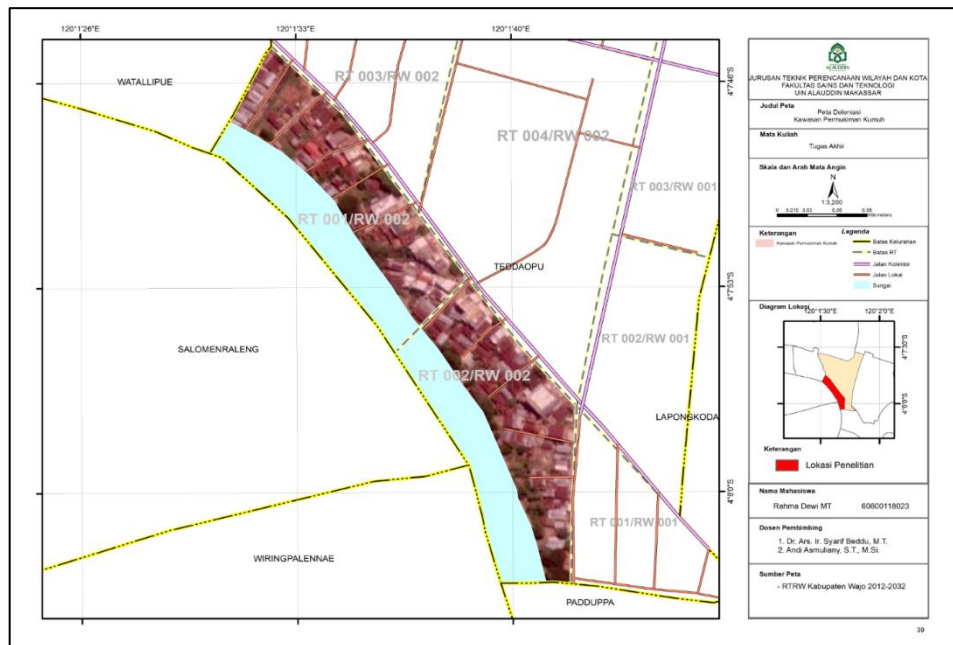 120°1'26"E
120°1'33"E
120°1'40"E
WATALLIPUE
RT 003/RW 002
RT 004/RW 002
RT 003/RW 001
RT 001/RW 002
TEDDAOPU
SALOMENRALENG
RT 002/RW 001
RT 002/RW 002
LAPONGKODA
RT 001/RW 001
WIRINGPALENNAE
PADDUPPA
4°7'46"S
4°7'53"S
4°8'0"S
ALAUDDIN
JURUSAN TEKNIK PERENCANAAN WILAYAH DAN KOTA
FAKULTAS SAINS DAN TEKNOLOGI
UIN ALAUDDIN MAKASSAR
Judul Peta
Peta Deleniasi
Kawasan Permukiman Kumuh
Mata Kuliah
Tugas Akhir
Skala dan Arah Mata Angin
N
1:3,200
Keterangan
Kawasan Permukiman Kumuh
Legenda
Batas Kelurahan
Batas RT
Jalan Kolektor
Jalan Lokal
Sungai
Diagram Lokasi
120°1'30"E
120°2'0"E
4°7'30"S
Keterangan
Lokasi Penelitian
Nama Mahasiswa
Rahma Dewi MT 60800118023
Dosen Pembimbing
1. Dr. Ars. Ir. Syarif Beddu, M.T.
2. Andi Asmuliany, S.T., M.Si.
Sumber Peta
- RTRW Kabupaten Wajo 2012-2032
39